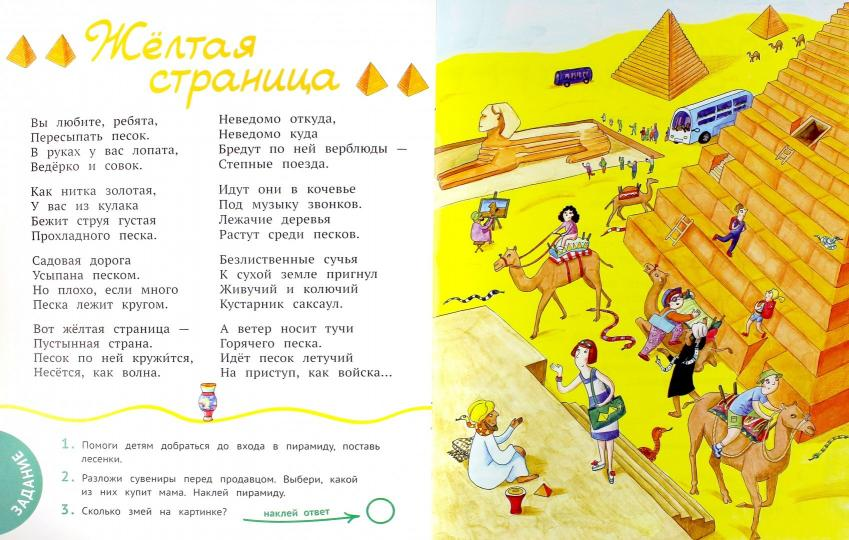 Жёлтая
страница
Вы любите, ребята,
Пересыпать песок.
В руках у вас лопата,
Ведёрко и совок.
Как нитка золотая,
У вас из кулака
Бежит струя густая
Прохладного песка.
Садовая дорога
Усыпана песком.
Но плохо, если много
Песка лежит кругом.
Вот жёлтая страница —
Пустынная страна.
Песок по ней кружи́тся,
Несётся, как волна.
Неведомо откуда,
Неведомо куда
Бредут по ней верблюды —
Степные поезда.
Идут они в кочевье
Под музыку звонков.
Лежачие деревья
Растут среди песков.
Безлиственные сучья
К сухой земле пригнул
Живучий и колючий
Кустарник саксаул.
А ветер носит тучи
Горячего песка.
Идёт песок летучий
На приступ, как войска...
ЗАДАНИЕ
1. Помоги детям добраться до входа в пирамиду, поставь
лесенки.
2. Разложи сувениры перед продавцом. Выбери, какой
из них купит мама. Наклей пирамиду.
3. Сколько змей на картинке? наклей ответ